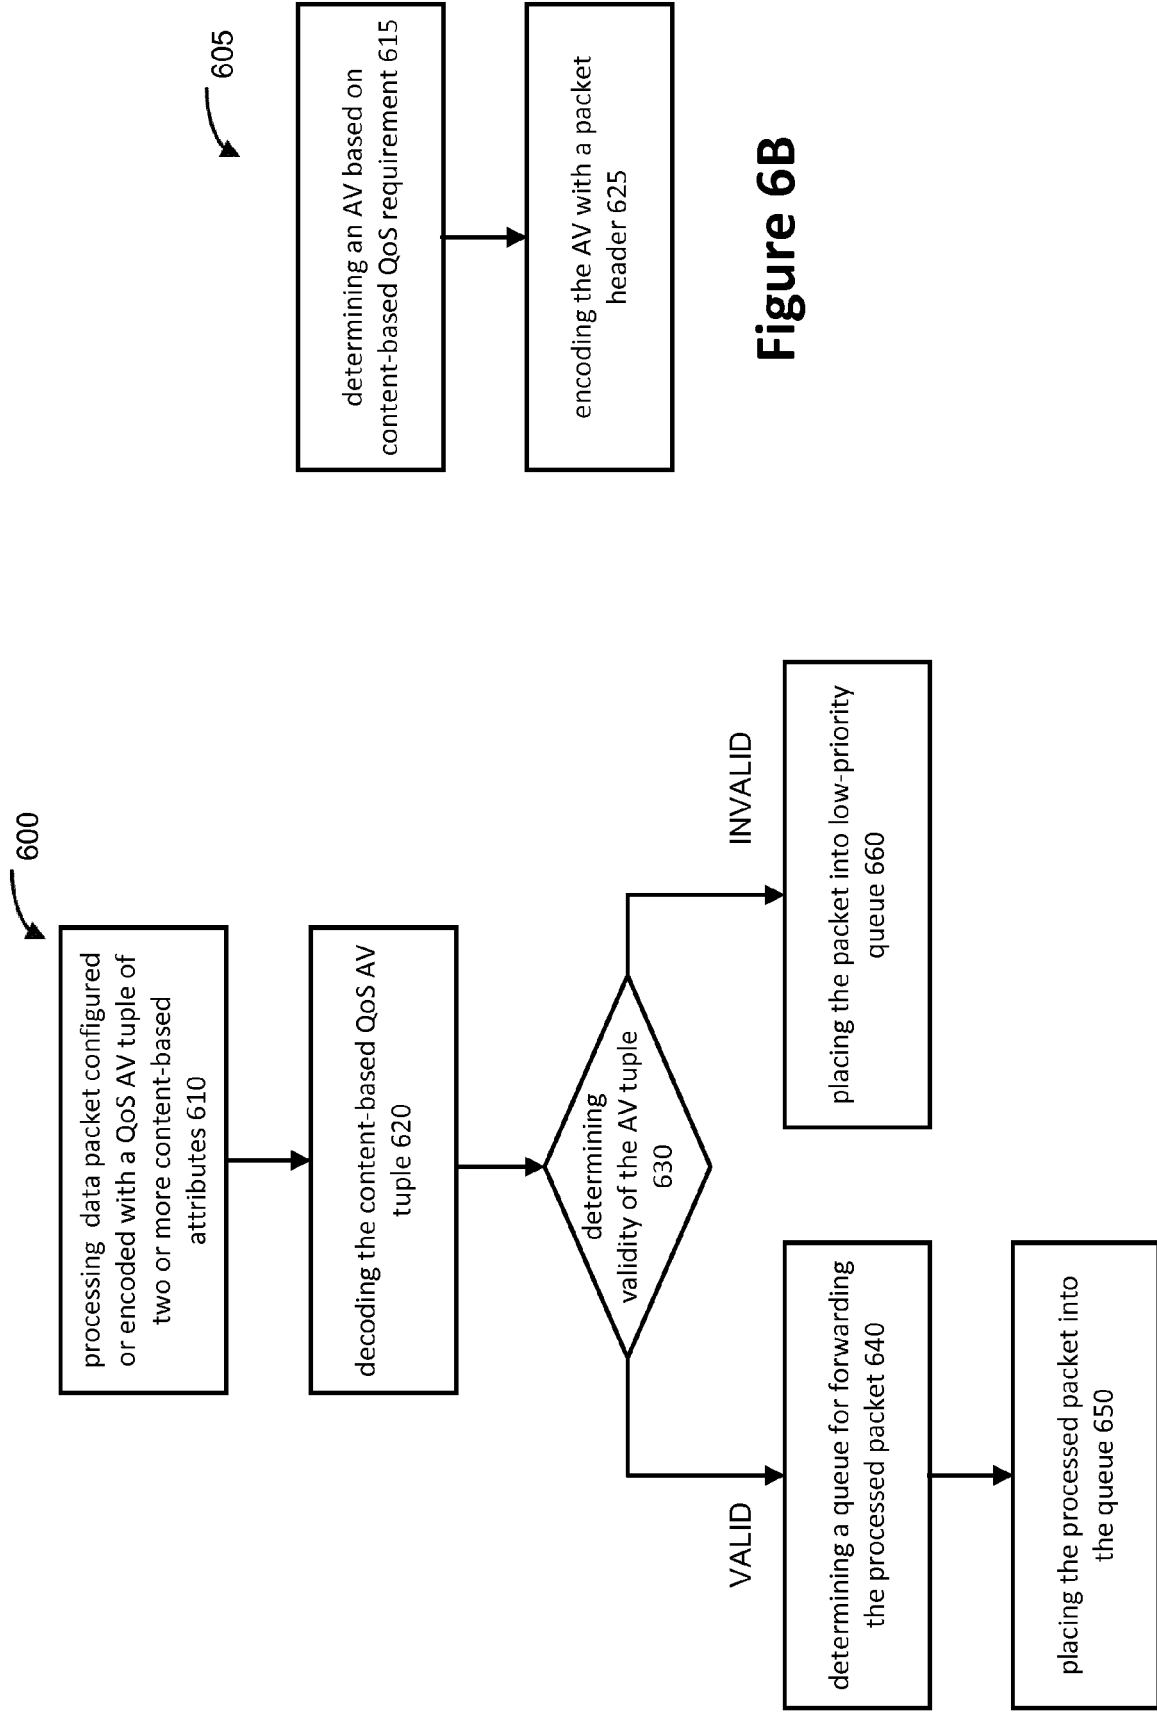 600
processing data packet configured
or encoded with a QoS AV tuple of
two or more content-based
attributes 610
decoding the content-based QoS AV
tuple 620
determining
validity of the AV tuple
630
VALID
INVALID
determining a queue for forwarding
the processed packet 640
placing the packet into low-priority
queue 660
placing the processed packet into
the queue 650
605
determining an AV based on
content-based QoS requirement 615
encoding the AV with a packet
header 625
Figure 6B